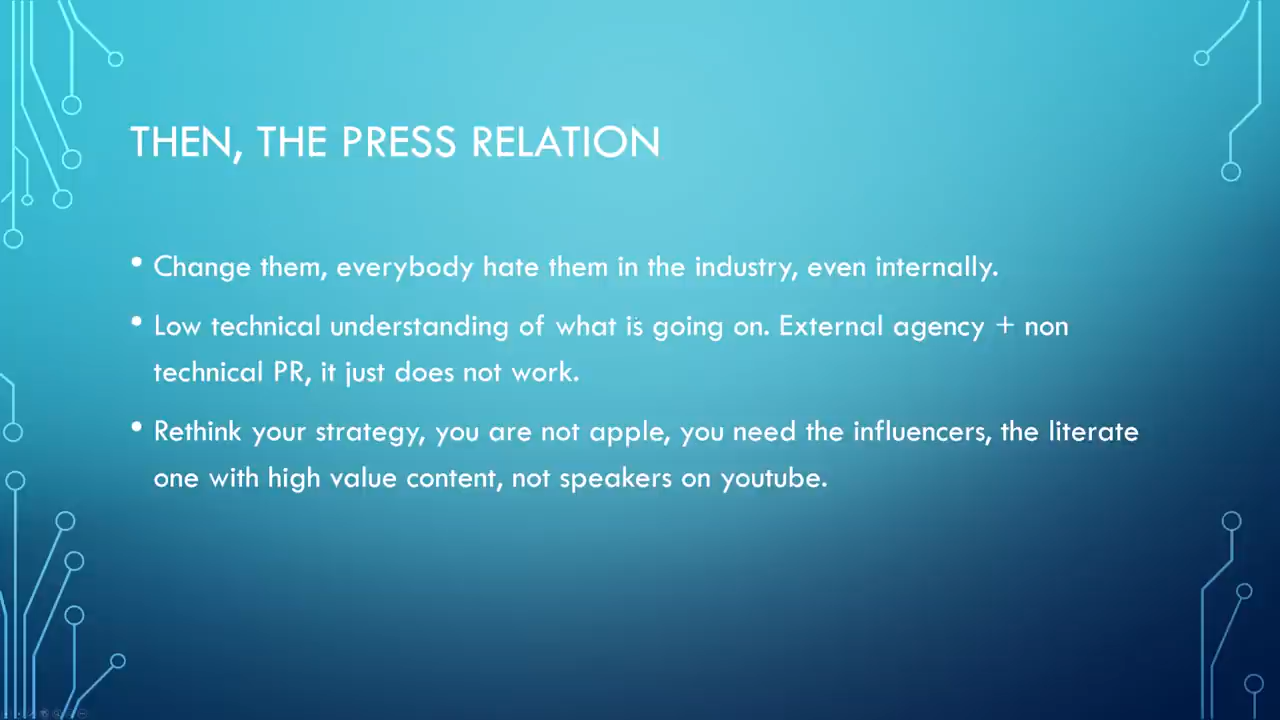 THEN, THE PRESS RELATION
• Change them, everybody hate them in the industry, even internally.
• Low technical understanding of what is going on. External agency + non
technical PR, it just does not work.
• Rethink your strategy, you are not apple, you need the influencers, the literate
one with high value content, not speakers on youtube.